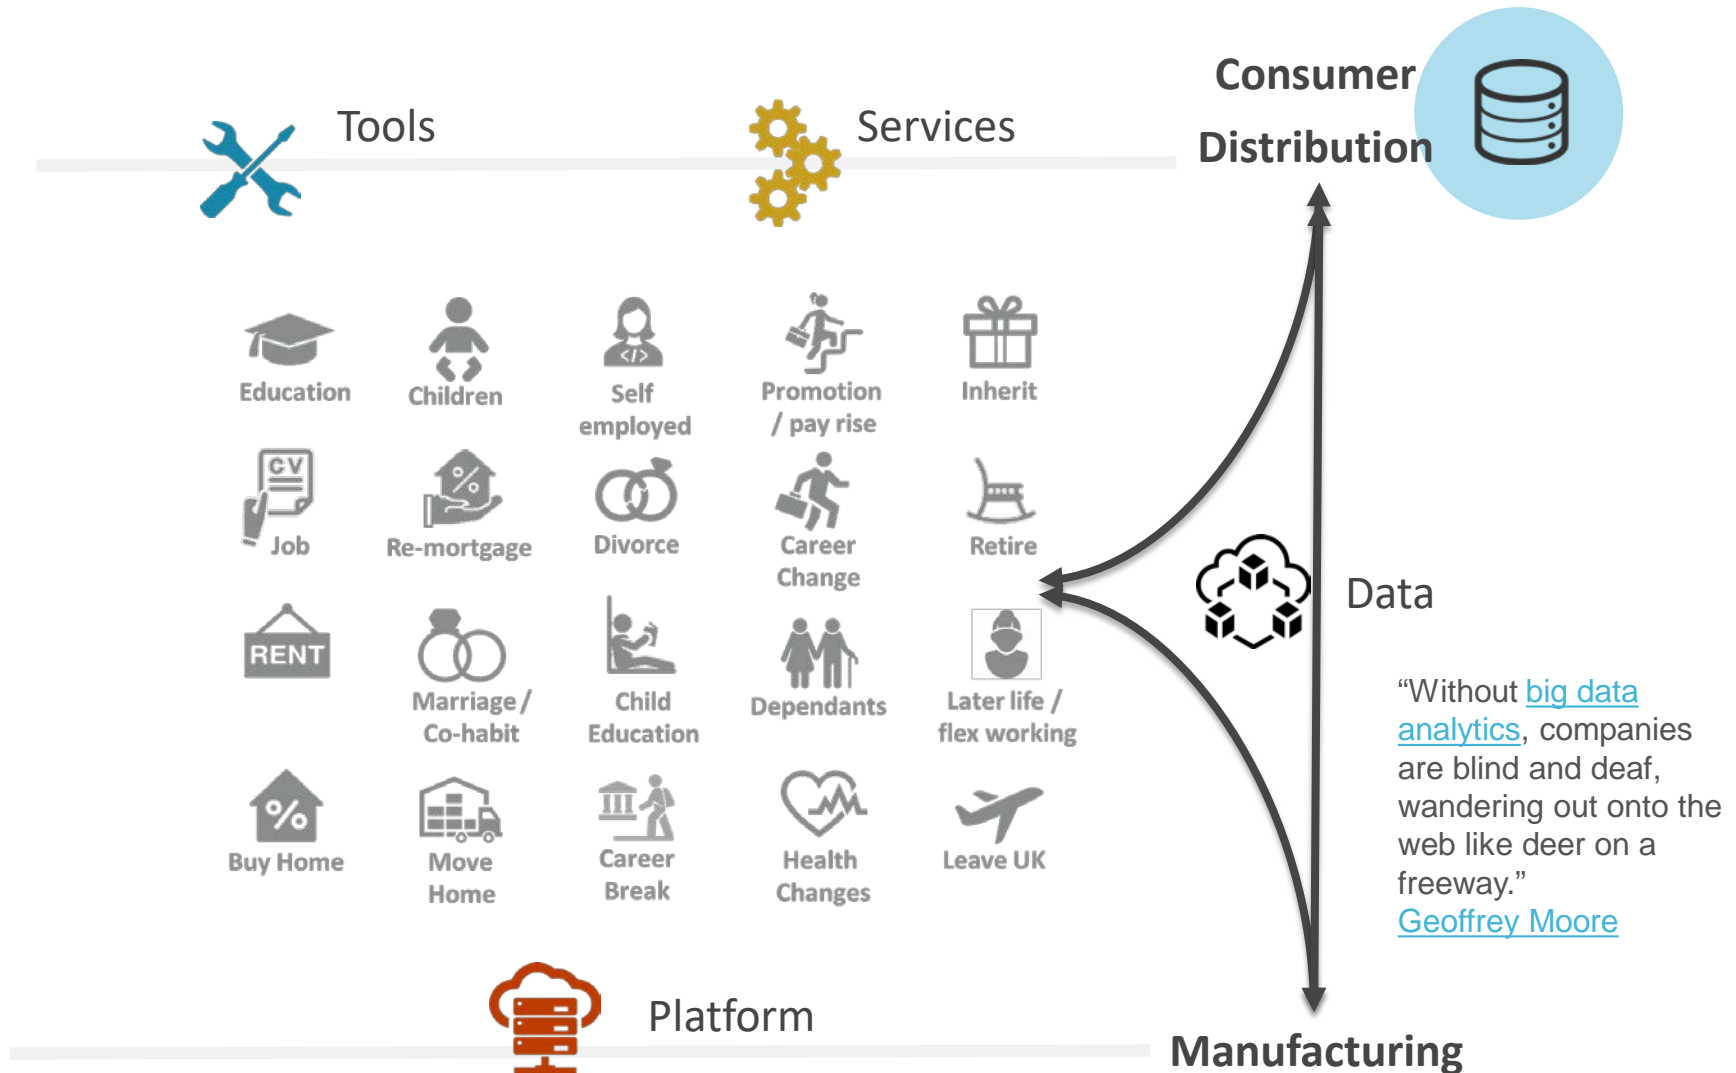 Consumer
Tools
Services
Distribution
Education
Children
Self
employed
Promotion
/ pay rise
Inherit
CV
Job
%
Re-mortgage
Divorce
Career
Change
Retire
RENT
Marriage /
Co-habit
Child
Education
Dependants
Later life /
flex working
%
Buy Home
Move
Home
Career
Break
Health
Changes
Leave UK
</>
Data
“Without big data
analytics, companies
are blind and deaf,
wandering out onto the
web like deer on a
freeway.”
Geoffrey Moore
Platform
Manufacturing